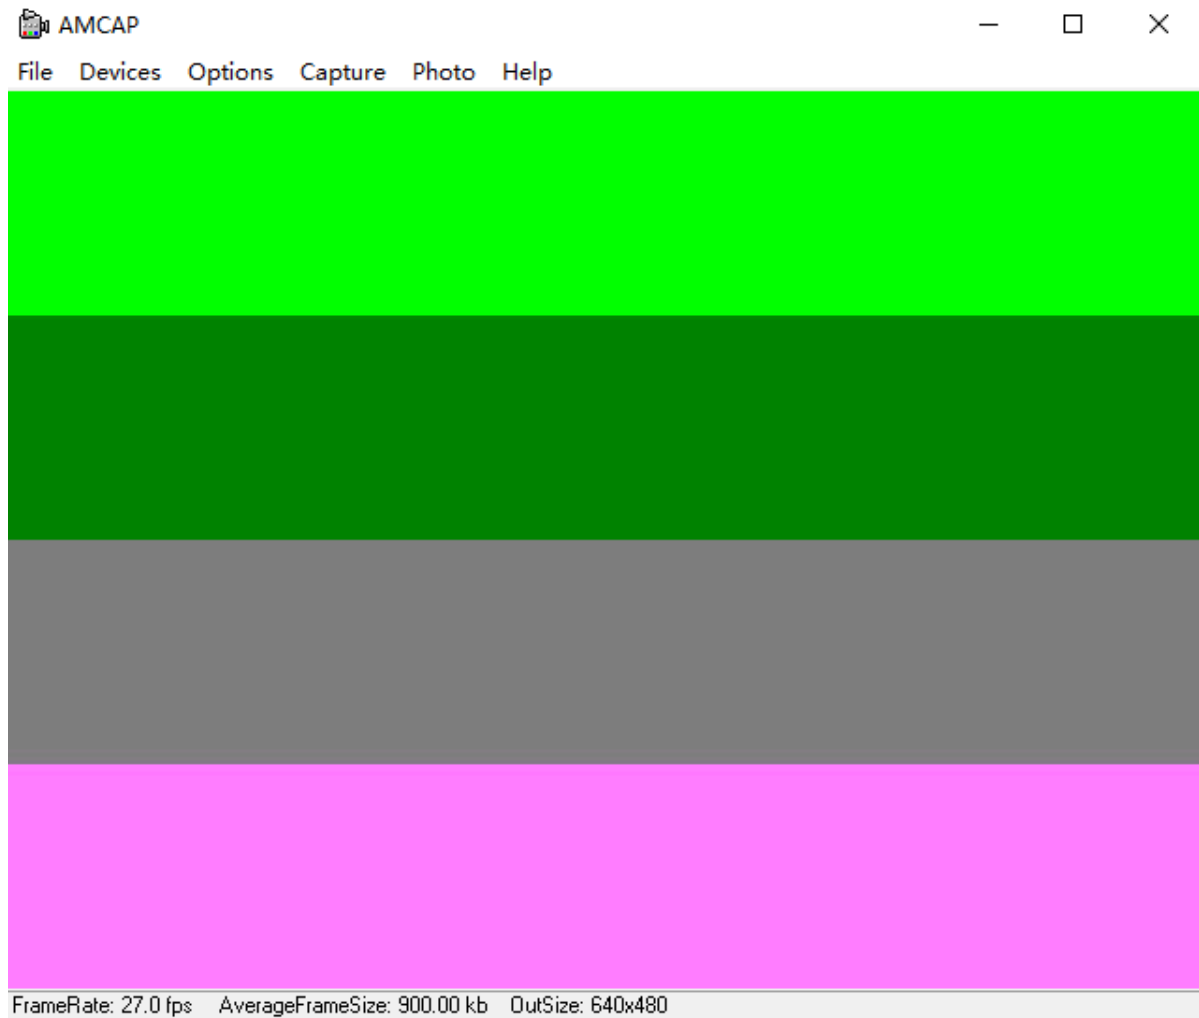 AMCAP
File Devices Options Capture Photo Help
FrameRate: 27.0 fps AverageFrameSize: 900.00 kb OutSize: 640x480